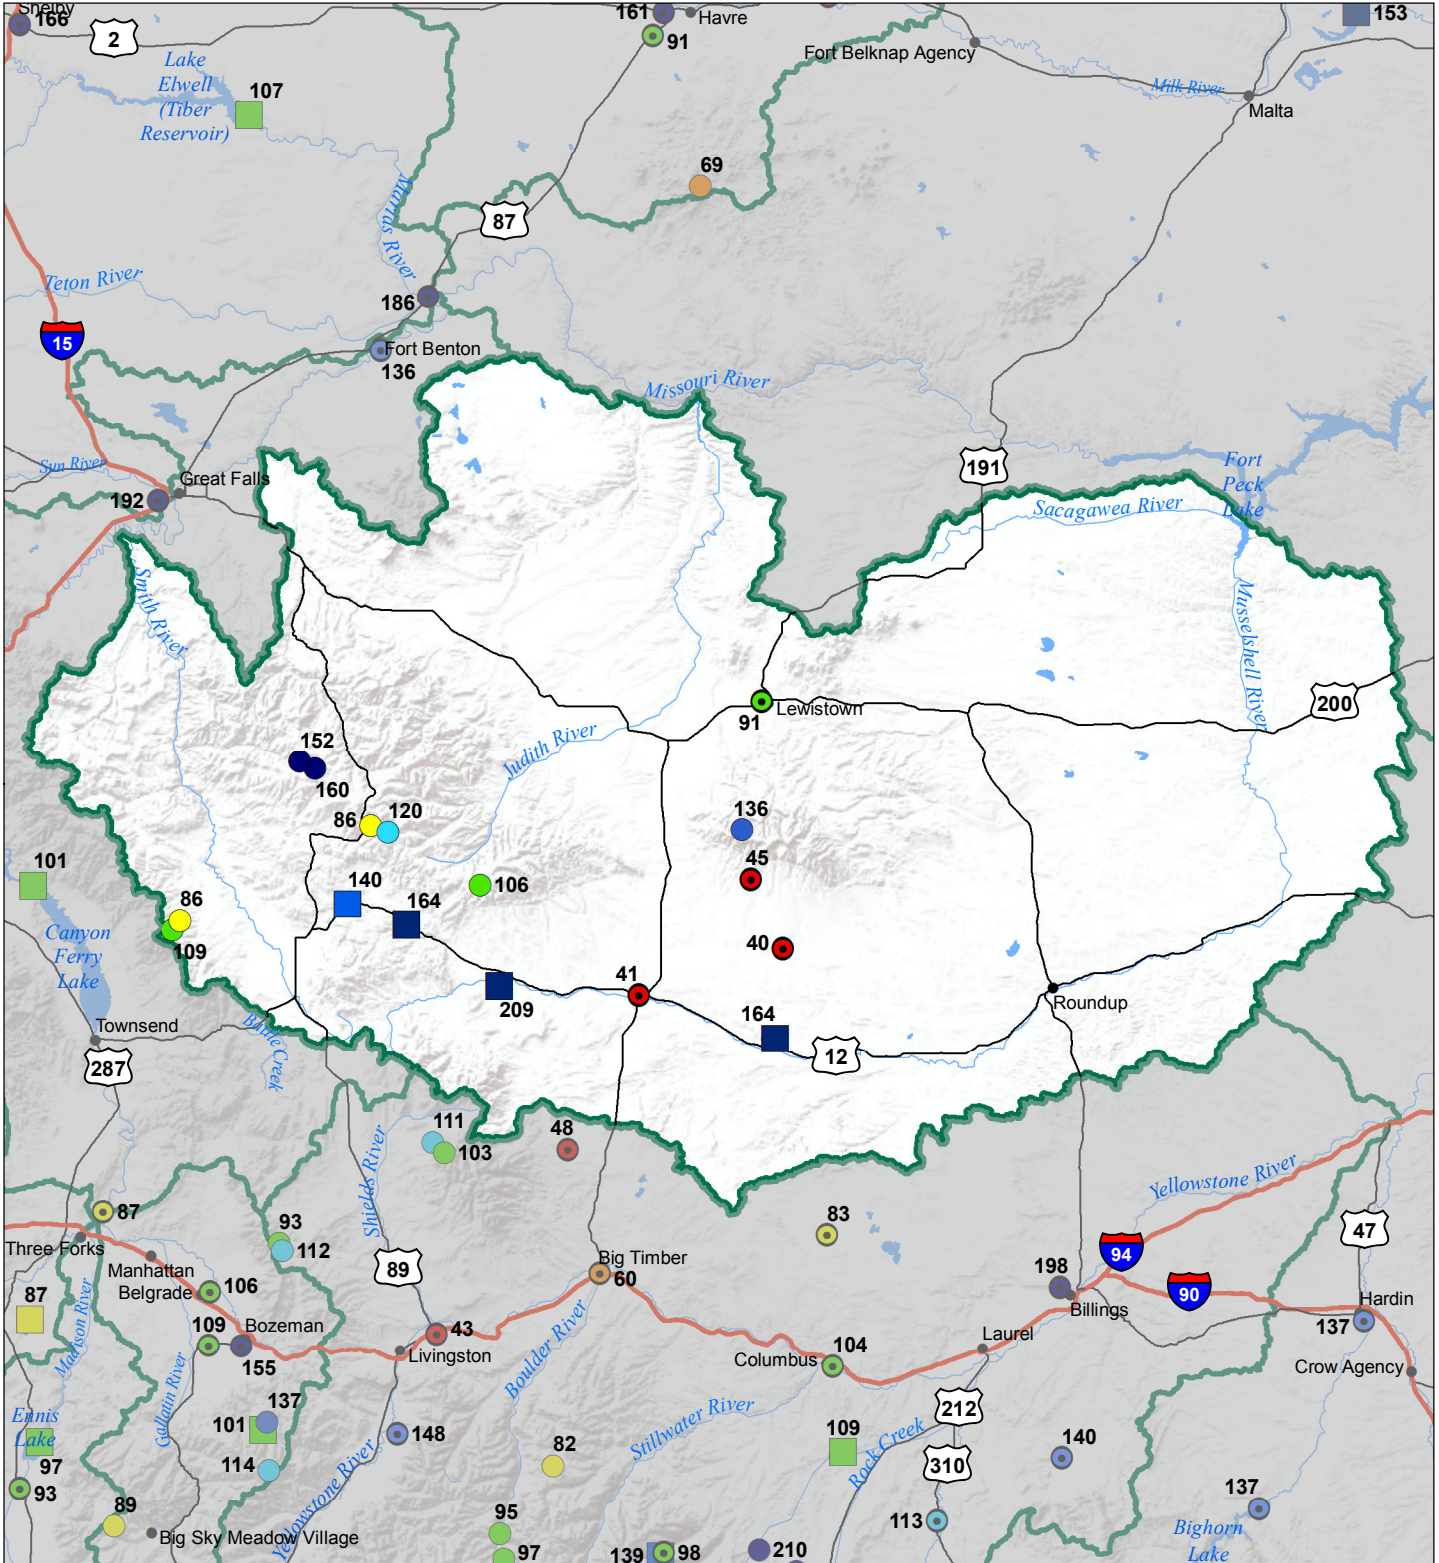 Shelby
166
2
161
Havre
91
153
Fort Belknap Agency
Lake
Elwell
(Tiber
Reservoir)
107
Milk River
Malta
69
Marias River
87
Teton River
186
15
Fort Benton
136
Missouri River
191
Fort
Peck
Lake
Sun River
Great Falls
192
Sacagawea River
Smith River
Musselshell River
200
91
Lewistown
Judith River
152
160
86
120
136
45
101
140
164
106
86
109
Canyon
Ferry
Lake
40
41
209
164
Roundup
12
Townsend
287
Battle Creek
111
103
48
Shields River
Yellowstone River
87
93
112
83
47
Three Forks
Manhattan
Belgrade
106
89
Big Timber
60
94
198
Billings
90
Hardin
137
87
Madison River
109
Bozeman
155
43
Livingston
Boulder River
Columbus
104
Laurel
Crow Agency
Gallatin River
137
101
114
148
Ennis
Lake
97
93
82
Stillwater River
109
Rock Creek
212
310
140
137
89
Big Sky Meadow Village
Yellowstone River
95
97
139
98
210
113
Bighorn
Lake